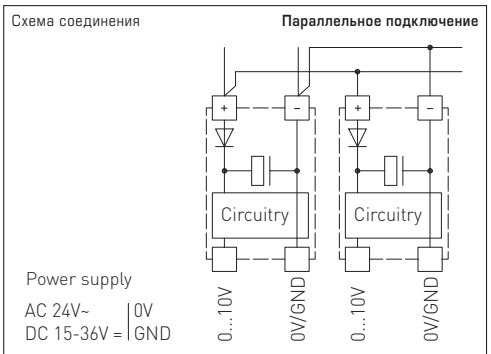 Схема соединения
Параллельное подключение
+ − + −
Circuitry Circuitry
Power supply
AC 24V~ 0V
DC 15-36V = GND
0...10V
0V/GND
0...10V
0V/GND